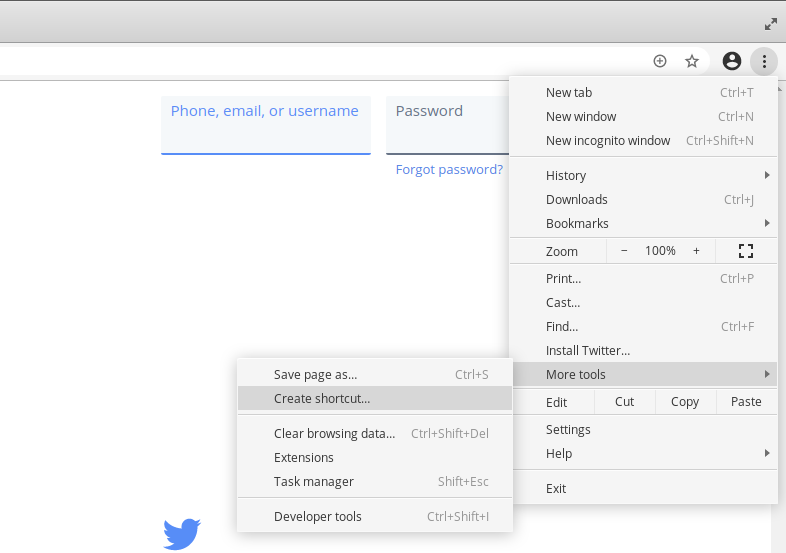 Phone, email, or username
Password
Forgot password?
New tab Ctrl+T
New window Ctrl+N
New incognito window Ctrl+Shift+N
History
Downloads Ctrl+J
Bookmarks
Zoom − 100% +
Print... Ctrl+P
Cast...
Find... Ctrl+F
Install Twitter...
More tools
Edit Cut Copy Paste
Settings
Help
Exit
Save page as... Ctrl+S
Create shortcut...
Clear browsing data... Ctrl+Shift+Del
Extensions
Task manager Shift+Esc
Developer tools Ctrl+Shift+I